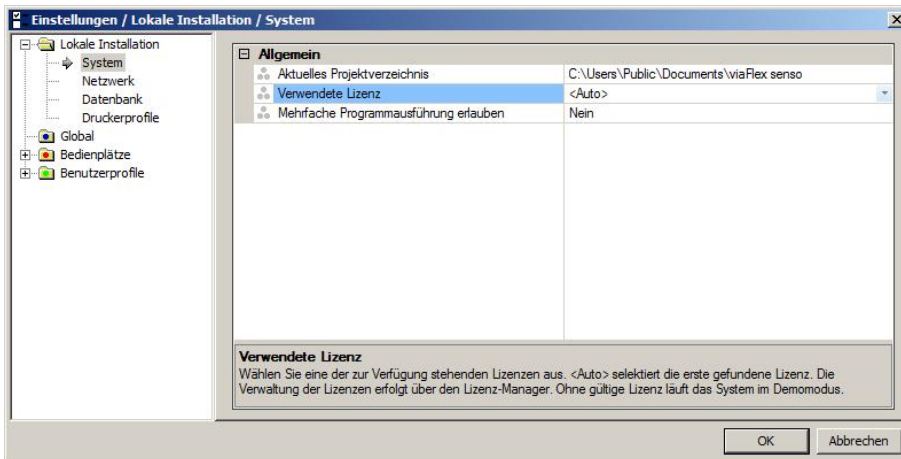 Einstellungen / Lokale Installation / System
Lokale Installation
System
Netzwerk
Datenbank
Druckerprofile
Global
Bedienplätze
Benutzerprofile
Allgemein
Aktuelles Projektverzeichnis C:\Users\Public\Documents\viaFlex senso
Verwendete Lizenz <Auto>
Mehrfache Programmausführung erlauben Nein
Verwendete Lizenz
Wählen Sie eine der zur Verfügung stehenden Lizenzen aus. <Auto> selektiert die erste gefundene Lizenz. Die
Verwaltung der Lizenzen erfolgt über den Lizenz-Manager. Ohne gültige Lizenz läuft das System im Demomodus.
OK Abbrechen